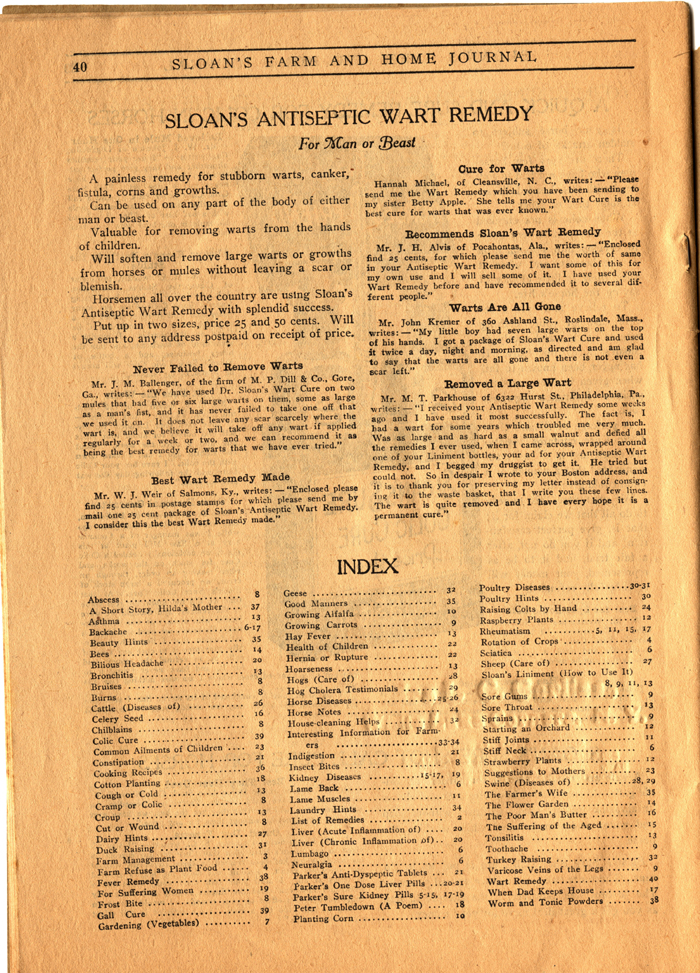 40
SLOAN'S FARM AND HOME JOURNAL
SLOAN'S ANTISEPTIC WART REMEDY
For Man or Beast
A painless remedy for stubborn warts, canker,
fistula, corns and growths.
Can be used on any part of the body of either
man or beast.
Valuable for removing warts from the hands
of children.
Will soften and remove large warts or growths
from horses or mules without leaving a scar or
blemish.
Horsemen all over the country are using Sloan's
Antiseptic Wart Remedy with splendid success.
Put up in two sizes, price 25 and 50 cents. Will
be sent to any address postpaid on receipt of price.
Never Failed to Remove Warts
Mr. J. M. Ballenger, of the firm of M. P. Dill & Co., Gore,
Ga., writes: — "We have used Dr. Sloan's Wart Cure on two
mules that had five or six large warts on them, some as large
as a man's fist, and it has never failed to take one off that
we used it on. It does not leave any scar scarcely where the
wart is, and we believe it will take off any wart if applied
regularly for a week or two, and we can recommend it as
being the best remedy for warts that we have ever tried."
Best Wart Remedy Made
Mr. W. J. Weir of Salmons, Ky., writes: — "Enclosed please
find 25 cents in postage stamps for which please send me by
mail one 25 cent package of Sloan's Antiseptic Wart Remedy.
I consider this the best Wart Remedy made."
Cure for Warts
Hannah Michael, of Cleansville, N. C., writes: — "Please
send me the Wart Remedy which you have been sending to
my sister Betty Apple. She tells me your Wart Cure is the
best cure for warts that was ever known."
Recommends Sloan's Wart Remedy
Mr. J. H. Alvis of Pocahontas, Ala., writes: — "Enclosed
find 25 cents, for which please send me the worth of same
in your Antiseptic Wart Remedy. I want some of this for
my own use and I will sell some of it. I have used your
Wart Remedy before and have recommended it to several dif-
ferent people."
Warts Are All Gone
Mr. John Kremer of 360 Ashland St., Roslindale, Mass.,
writes: — "My little boy had seven large warts on the top
of his hands. I got a package of Sloan's Wart Cure and used
it twice a day, night and morning, as directed and am glad
to say that the warts are all gone and there is not even a
scar left."
Removed a Large Wart
Mr. M. T. Parkhouse of 6322 Hurst St., Philadelphia, Pa.,
writes: — "I received your Antiseptic Wart Remedy some weeks
ago and I have used it most successfully. The fact is, I
had a wart for some years which troubled me very much.
Was as large and as hard as a small walnut and defied all
the remedies I ever used, when I came across, wrapped around
one of your Liniment bottles, your ad for your Antiseptic Wart
Remedy, and I begged my druggist to get it. He tried but
could not. So in despair I wrote to your Boston address, and
it is to thank you for preserving my letter instead of consign-
ing it to the waste basket, that I write you these few lines.
The wart is quite removed and I have every hope it is a
permanent cure."
INDEX
Abscess 8
A Short Story, Hilda's Mother 37
Asthma 13
Backache 6-17
Beauty Hints 35
Bees 14
Bilious Headache 20
Bronchitis 13
Bruises 8
Burns 8
Cattle (Diseases of) 26
Celery Seed 16
Chilblains 8
Colic Cure 39
Common Ailments of Children 23
Constipation 21
Cooking Recipes 36
Cotton Planting 18
Cough or Cold 13
Cramp or Colic 8
Croup 13
Cut or Wound 8
Dairy Hints 27
Duck Raising 31
Farm Management 3
Farm Refuse as Plant Food 4
Fever Remedy 38
For Suffering Women 19
Frost Bite 8
Gall Cure 39
Gardening (Vegetables) 7
Geese 32
Good Manners 35
Growing Alfalfa 10
Growing Carrots 9
Hay Fever 13
Health of Children 22
Hernia or Rupture 22
Hoarseness 13
Hogs (Care of) 28
Hog Cholera Testimonials 29
Horse Diseases 25, 26
Horse Notes 24
House-cleaning Helps 32
Interesting Information for Farm-
ers 33-34
Indigestion 21
Insect Bites 8
Kidney Diseases 15-17, 19
Lame Back 6
Lame Muscles 11
Laundry Hints 34
List of Remedies 2
Liver (Acute Inflammation of) 20
Liver (Chronic Inflammation of) 20
Lumbago 6
Neuralgia 6
Parker's Anti-Dyspeptic Tablets 21
Parker's One Dose Liver Pills 20-21
Parker's Sure Kidney Pills 5-15, 17-19
Peter Tumbledown (A Poem) 18
Planting Corn 10
Poultry Diseases 30-31
Poultry Hints 30
Raising Colts by Hand 24
Raspberry Plants 12
Rheumatism 5, 11, 15, 17
Rotation of Crops 4
Sciatica 6
Sheep (Care of) 27
Sloan's Liniment (How to Use It)
8, 9, 11, 13
Sore Gums 9
Sore Throat 13
Sprains 9
Starting an Orchard 12
Stiff Joints 11
Stiff Neck 6
Strawberry Plants 12
Suggestions to Mothers 23
Swine (Diseases of) 28, 29
The Farmer's Wife 35
The Flower Garden 14
The Poor Man's Butter 16
The Suffering of the Aged 15
Tonsilitis 13
Toothache 9
Turkey Raising 32
Varicose Veins of the Legs 9
Wart Remedy 40
When Dad Keeps House 17
Worm and Tonic Powders 38